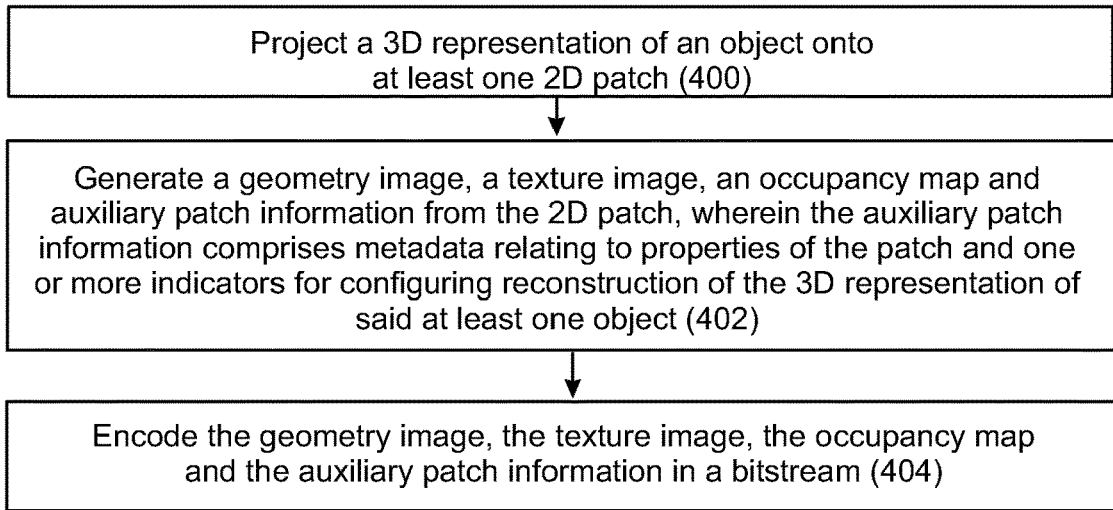 Project a 3D representation of an object onto
at least one 2D patch (400)
Generate a geometry image, a texture image, an occupancy map and
auxiliary patch information from the 2D patch, wherein the auxiliary patch
information comprises metadata relating to properties of the patch and one
or more indicators for configuring reconstruction of the 3D representation of
said at least one object (402)
Encode the geometry image, the texture image, the occupancy map
and the auxiliary patch information in a bitstream (404)